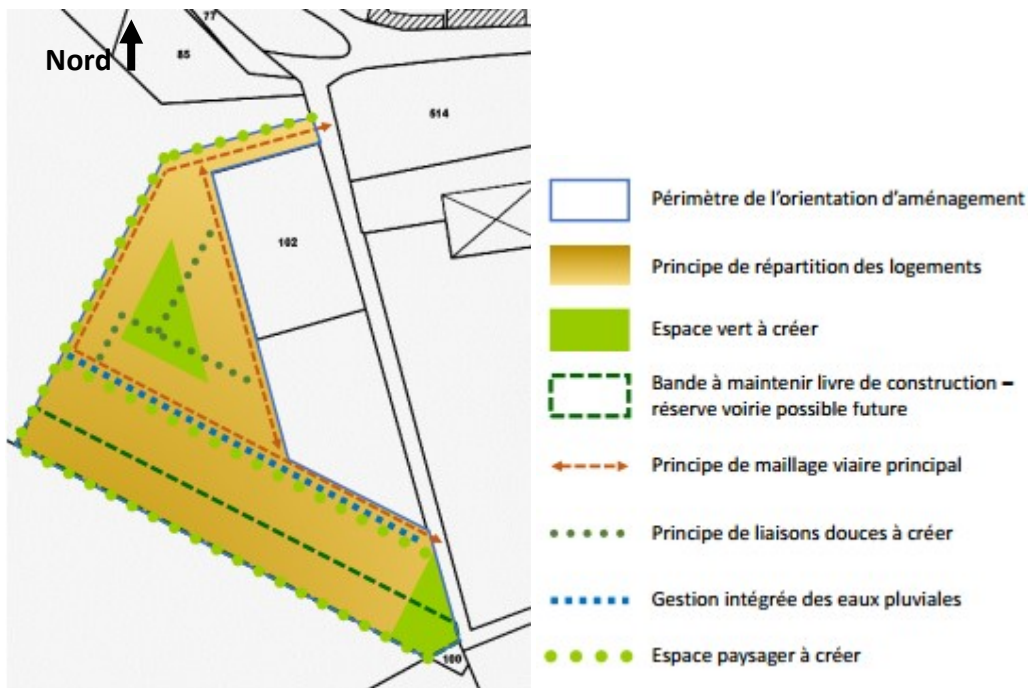 77
Nord
85
514
102
100
Périmètre de l'orientation d'aménagement
Principe de répartition des logements
Espace vert à créer
Bande à maintenir livre de construction –
réserve voirie possible future
Principe de maillage viaire principal
Principe de liaisons douces à créer
Gestion intégrée des eaux pluviales
Espace paysager à créer